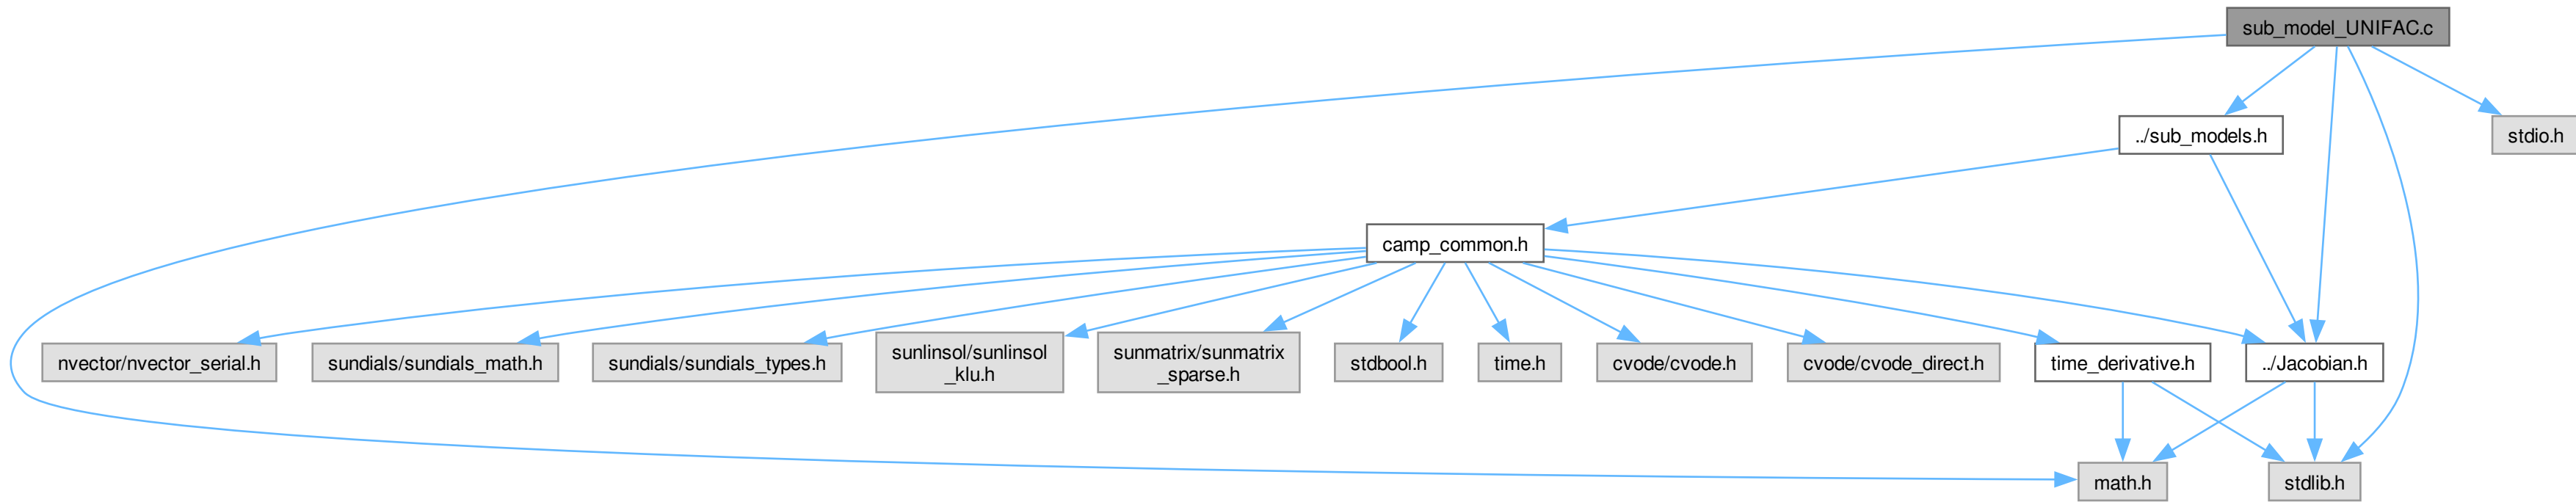 sub_model_UNIFAC.c
../sub_models.h
stdio.h
camp_common.h
nvector/nvector_serial.h
sundials/sundials_math.h
sundials/sundials_types.h
sunlinsol/sunlinsol
_klu.h
sunmatrix/sunmatrix
_sparse.h
stdbool.h
time.h
cvode/cvode.h
cvode/cvode_direct.h
time_derivative.h
../Jacobian.h
math.h
stdlib.h